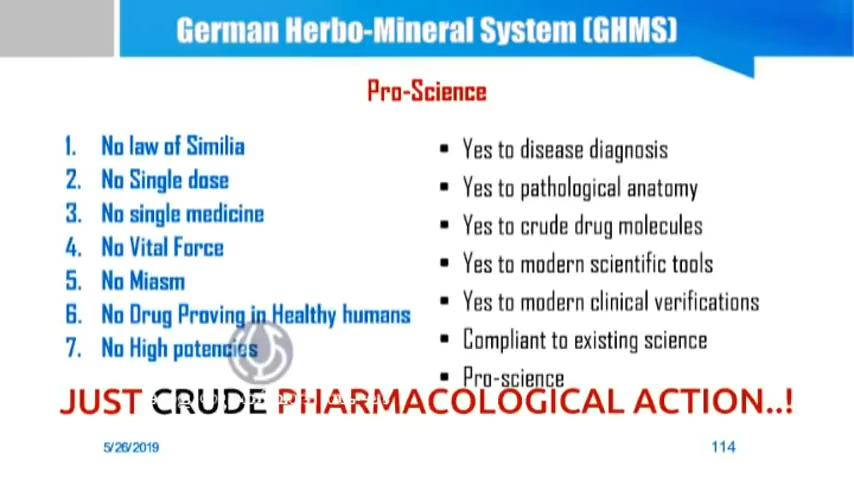 German Herbo-Mineral System (GHMS)
Pro-Science
1. No law of Similia
2. No Single dose
3. No single medicine
4. No Vital Force
5. No Miasm
6. No Drug Proving in Healthy humans
7. No High potencies
▪ Yes to disease diagnosis
▪ Yes to pathological anatomy
▪ Yes to crude drug molecules
▪ Yes to modern scientific tools
▪ Yes to modern clinical verifications
▪ Compliant to existing science
▪ Pro-science
JUST CRUDE PHARMACOLOGICAL ACTION..!
5/26/2019
114